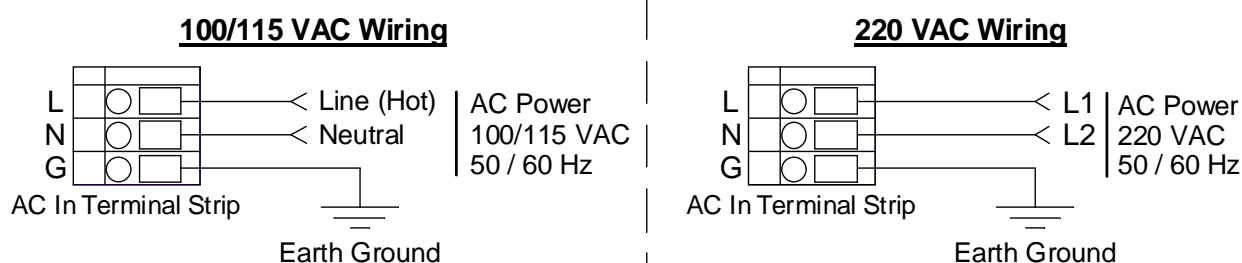 100/115 VAC Wiring
L
N
G
Line (Hot)
Neutral
AC Power
100/115 VAC
50 / 60 Hz
AC In Terminal Strip
Earth Ground
220 VAC Wiring
L
N
G
L1
L2
AC Power
220 VAC
50 / 60 Hz
AC In Terminal Strip
Earth Ground